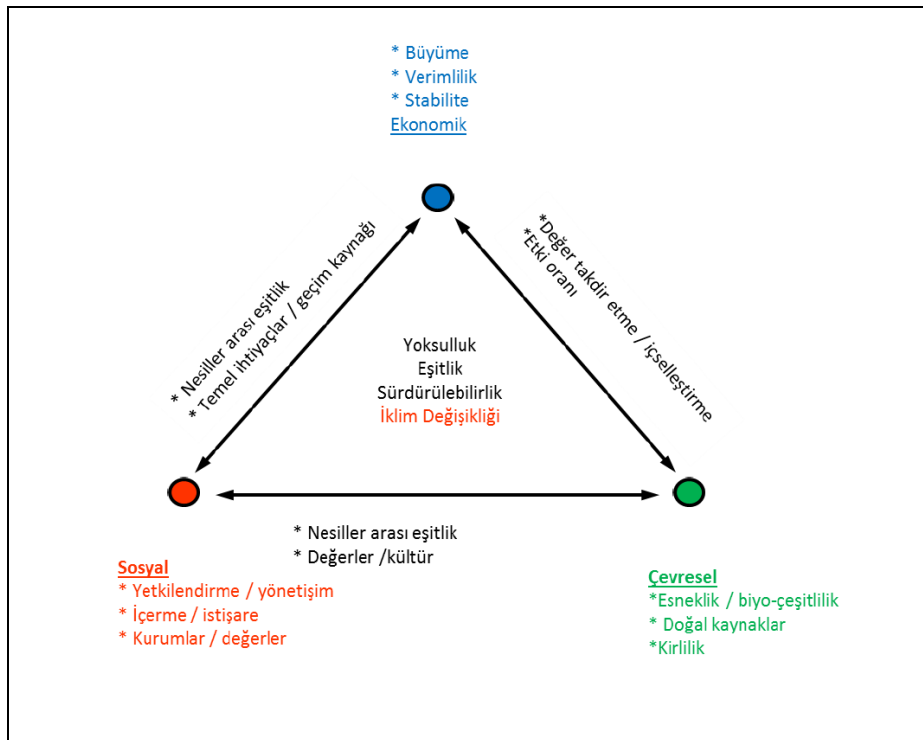 * Büyüme
* Verimlilik
* Stabilite
Ekonomik
* Nesiller arası eşitlik
* Temel ihtiyaçlar / geçim kaynağı
*Değer takdir etme / içselleştirme
*Etki oranı
Yoksulluk
Eşitlik
Sürdürülebilirlik
İklim Değişikliği
* Nesiller arası eşitlik
* Değerler /kültür
Sosyal
* Yetkilendirme / yönetişim
* İçerme / istişare
* Kurumlar / değerler
Çevresel
*Esneklik / biyo-çeşitlilik
* Doğal kaynaklar
*Kirlilik